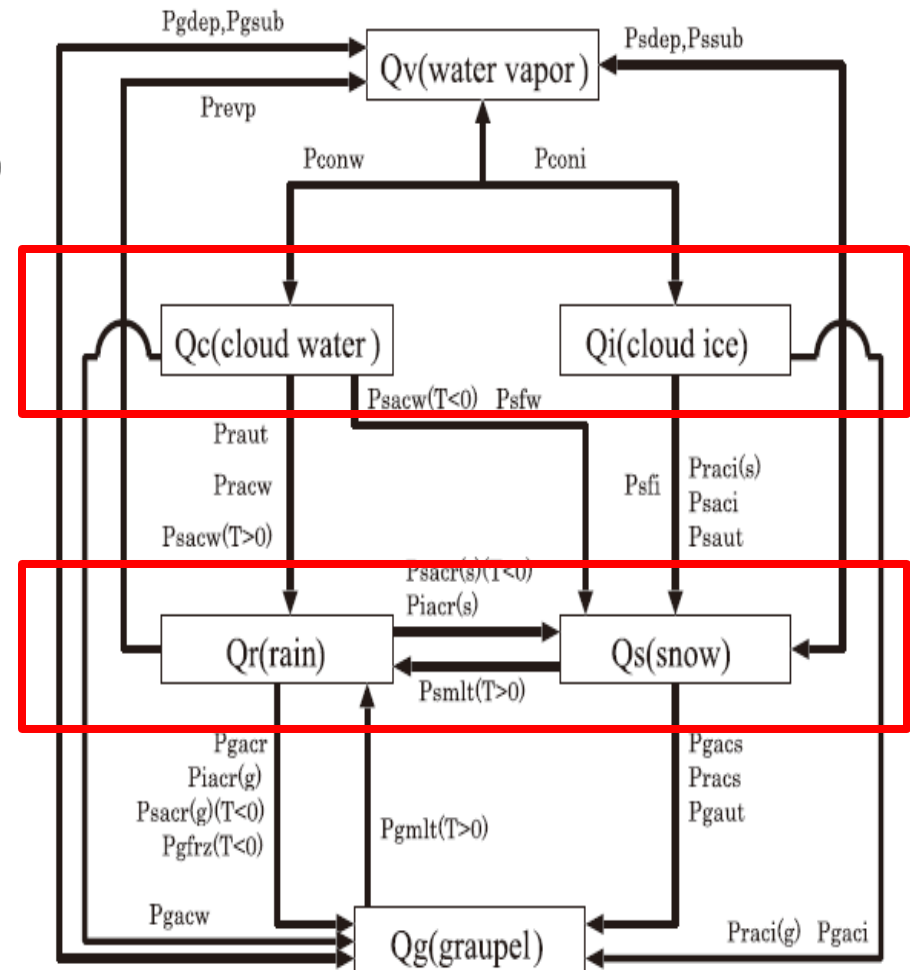 Pgdep,Pgsub
Psdep,Pssub
Qv(water vapor)
Prevp
Pconw
Pconi
Qc(cloud water)
Qi(cloud ice)
Psacw(T<0) Psfw
Praut
Racw
Psacw(T>0)
Psfi
Praci(s)
Psaci
Psaut
Psacr(s)(T<0)
Piacr(s)
Qr(rain)
Qs(snow)
Psmlt(T>0)
Pgacr
Piacr(g)
Psacr(g)(T<0)
Pgfrz(T<0)
Pgmlt(T>0)
Pgacs
Pracs
Pgaut
Pgacw
Praci(g) Pgaci
Qg(graupel)